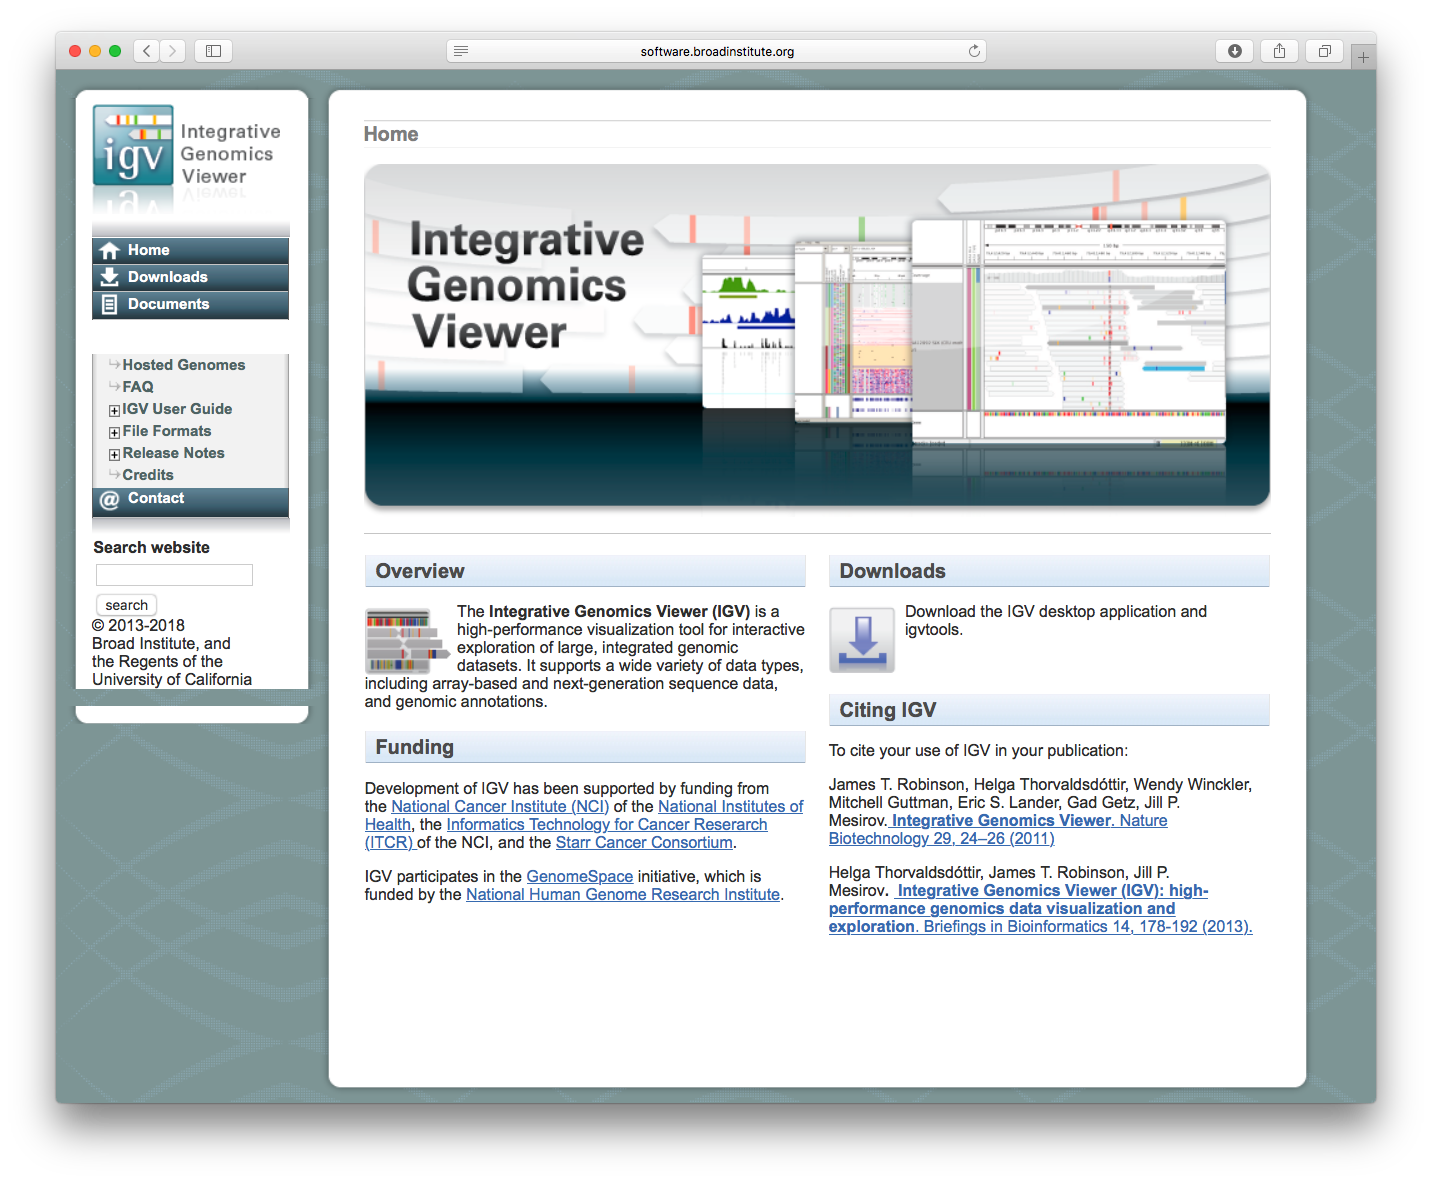 software.broadinstitute.org
igv
Integrative
Genomics
Viewer
Home
Downloads
Documents
Hosted Genomes
FAQ
IGV User Guide
File Formats
Release Notes
Credits
@ Contact
Search website
search
© 2013-2018
Broad Institute, and
the Regents of the
University of California
Home
Integrative
Genomics
Viewer
Overview
The Integrative Genomics Viewer (IGV) is a
high-performance visualization tool for interactive
exploration of large, integrated genomic
datasets. It supports a wide variety of data types,
including array-based and next-generation sequence data,
and genomic annotations.
Funding
Development of IGV has been supported by funding from
the National Cancer Institute (NCI) of the National Institutes of
Health, the Informatics Technology for Cancer Reserarch
(ITCR) of the NCI, and the Starr Cancer Consortium.
IGV participates in the GenomeSpace initiative, which is
funded by the National Human Genome Research Institute.
Downloads
Download the IGV desktop application and
igvtools.
Citing IGV
To cite your use of IGV in your publication:
James T. Robinson, Helga Thorvaldsdóttir, Wendy Winckler,
Mitchell Guttman, Eric S. Lander, Gad Getz, Jill P.
Mesirov. Integrative Genomics Viewer. Nature
Biotechnology 29, 24–26 (2011)
Helga Thorvaldsdóttir, James T. Robinson, Jill P.
Mesirov. Integrative Genomics Viewer (IGV): high-
performance genomics data visualization and
exploration. Briefings in Bioinformatics 14, 178-192 (2013).